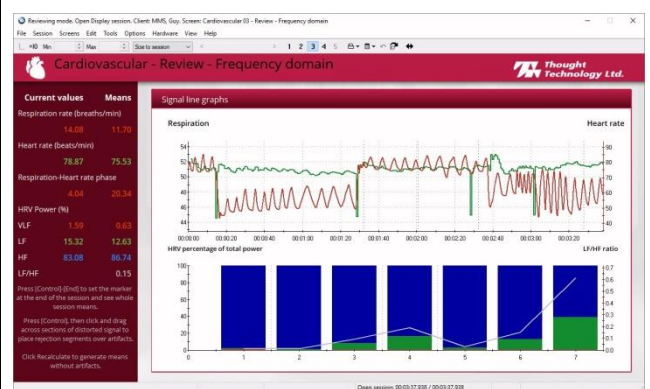 Reviewing mode. Open Display session. Client: MMS, Guy. Screen: Cardiovascular 03 - Review - Frequency domain
File Session Screens Edit Tools Options Hardware View Help
Min Max Size to session 1 2 3 4 5
Cardiovascular - Review - Frequency domain
Thought
Technology Ltd.
Current values Means
Respiration rate (breaths/min)
14.08 11.70
Heart rate (beats/min)
78.87 75.53
Respiration-Heart rate
phase
4.04 20.34
HRV Power (%)
VLF 1.59 0.63
LF 15.32 12.63
HF 83.08 86.74
LF/HF 0.15
Press [Control]-[End] to set the marker
at the end of the session and see whole
session means.
Press [Control], then click and drag
across sections of distorted signal to
place rejection segments over artifacts.
Click Recalculate to generate means
without artifacts.
Signal line graphs
Respiration Heart rate
54 90
52 80
50 70
48 60
46 50
44 40
00:00:00 00:00:20 00:00:40 00:01:00 00:01:20 00:01:40 00:02:00 00:02:20 00:02:40 00:03:00 00:03:20
HRV percentage of total power LF/HF ratio
100 0.7
80 0.6
60 0.5
40 0.4
20 0.3
0 0.2
0.1
0.0
0 1 2 3 4 5 6 7
Open session: 00:03:37.938 / 00:03:37.938